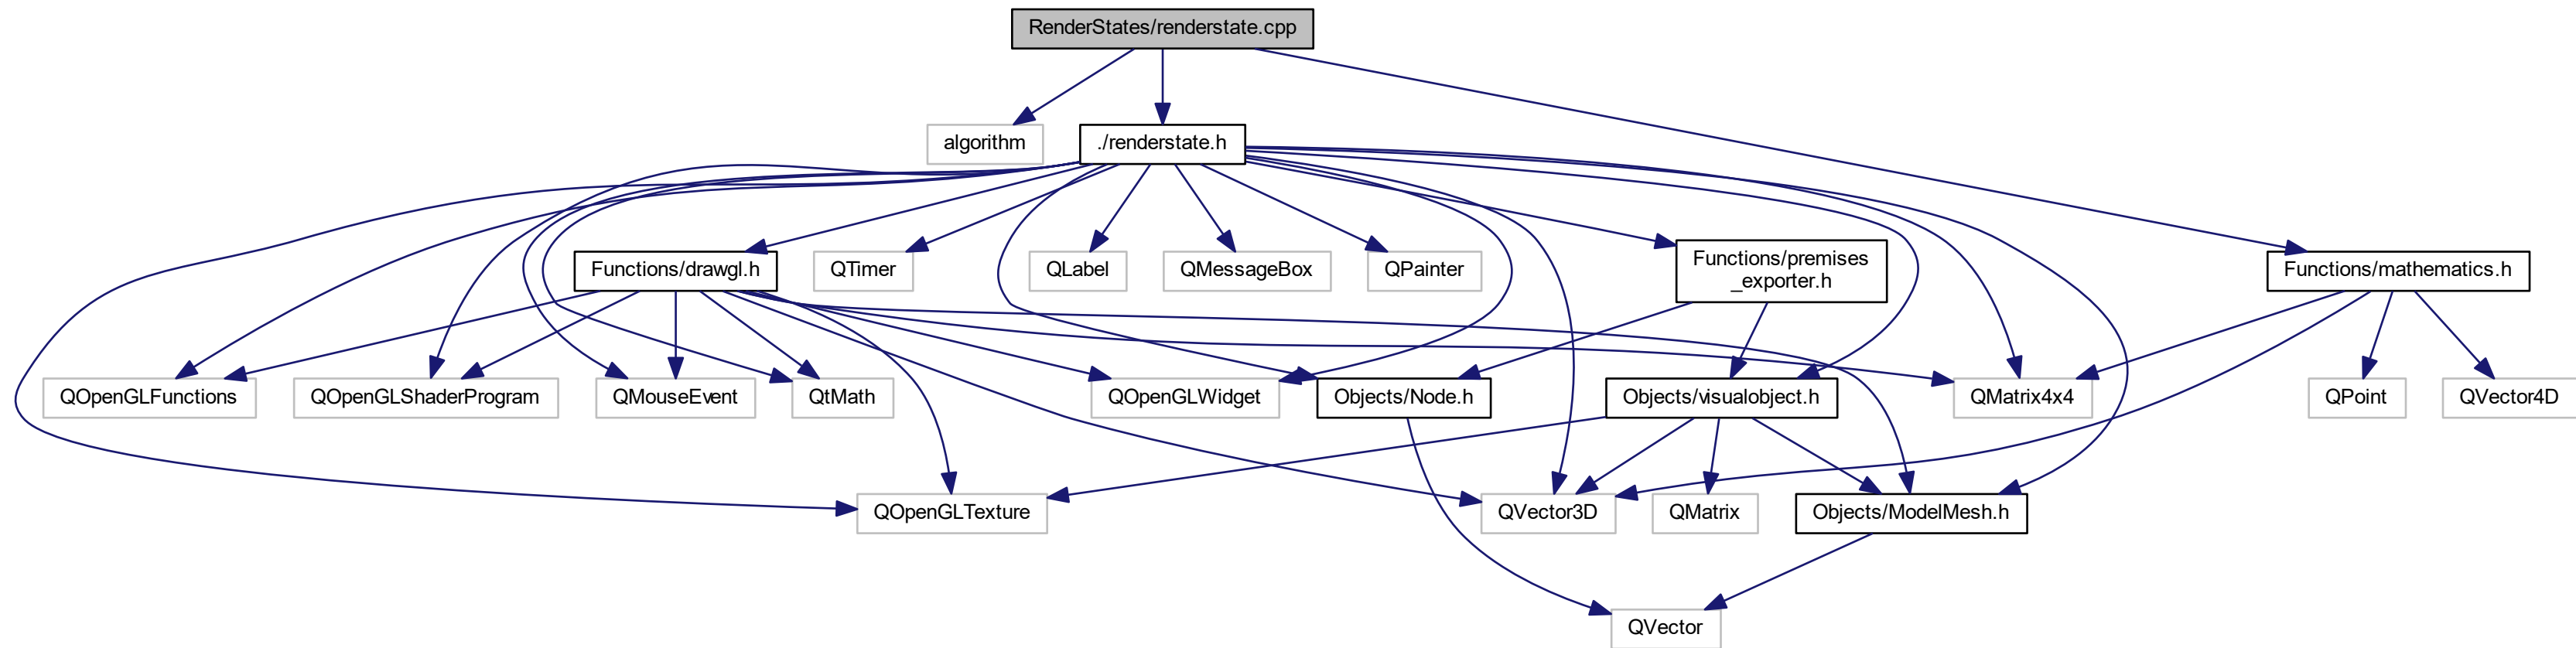 RenderStates/renderstate.cpp
algorithm
./renderstate.h
Functions/drawgl.h
QTimer
QLabel
QMessageBox
QPainter
Functions/premises
_exporter.h
Functions/mathematics.h
QOpenGLFunctions
QOpenGLShaderProgram
QMouseEvent
QtMath
QOpenGLWidget
Objects/Node.h
Objects/visualobject.h
QMatrix4x4
QPoint
QVector4D
QOpenGLTexture
QVector3D
QMatrix
Objects/ModelMesh.h
QVector